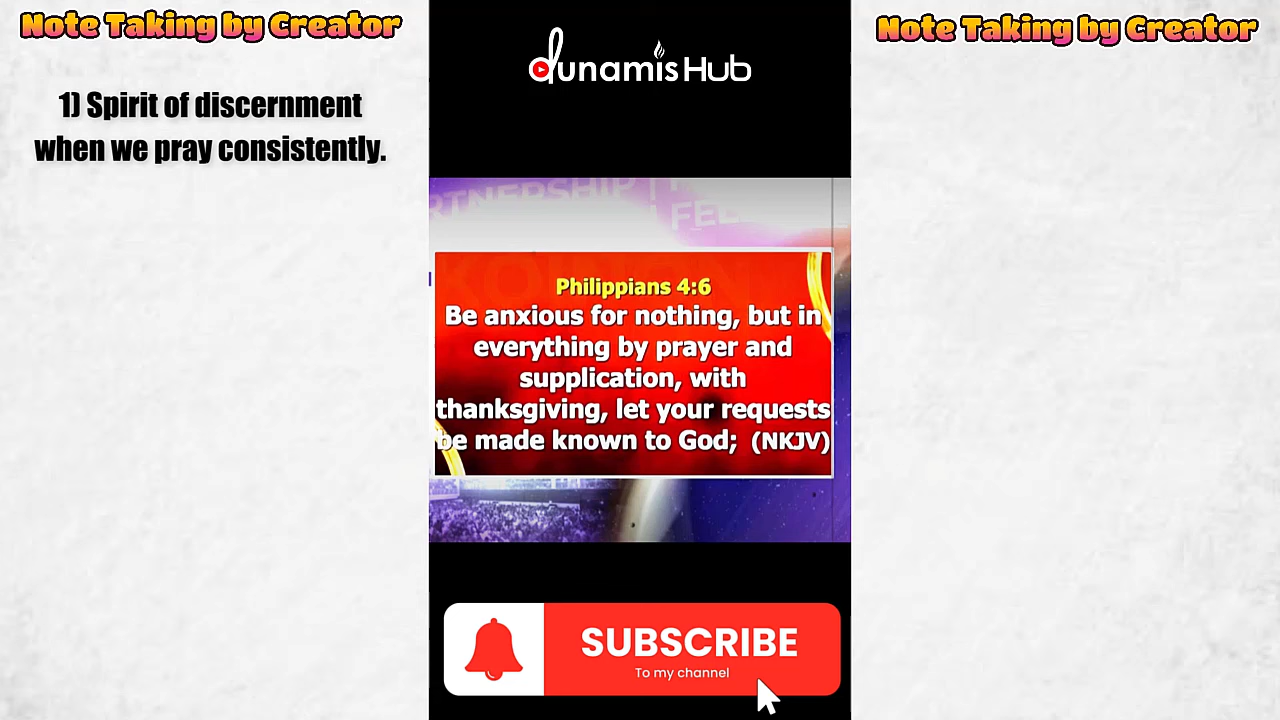 Note Taking by Creator
1) Spirit of discernment
when we pray consistently.
dunamis Hub
RTNERSHIP
FEL
Philippians 4:6
Be anxious for nothing, but in
everything by prayer and
supplication, with
thanksgiving, let your requests
be made known to God; (NKJV)
SUBSCRIBE
To my channel
Note Taking by Creator